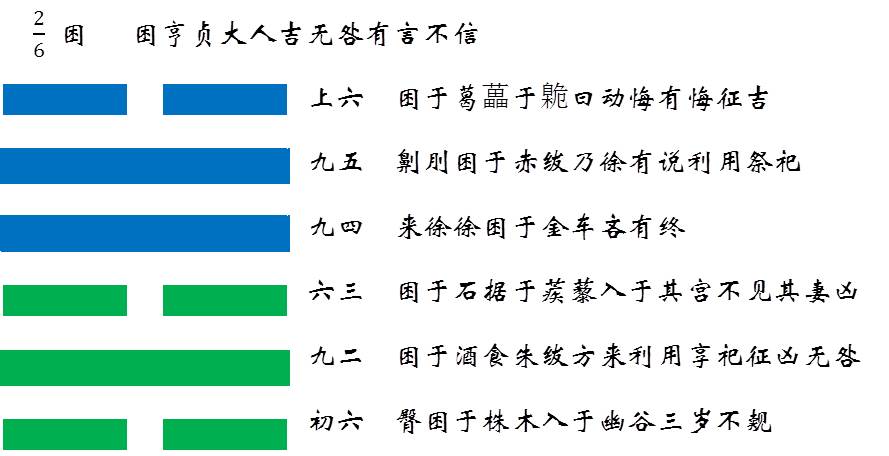 2/6 困 困亨贞大人吉无咎有言不信
上六 困于葛藟于臲曰动悔有悔征吉
九五 劓刖困于赤绂乃徐有说利用祭祀
九四 来徐徐困于金车吝有终
六三 困于石据于蒺藜入于其宫不见其妻凶
九二 困于酒食朱绂方来利用享祀征凶无咎
初六 臀困于株木入于幽谷三岁不觌